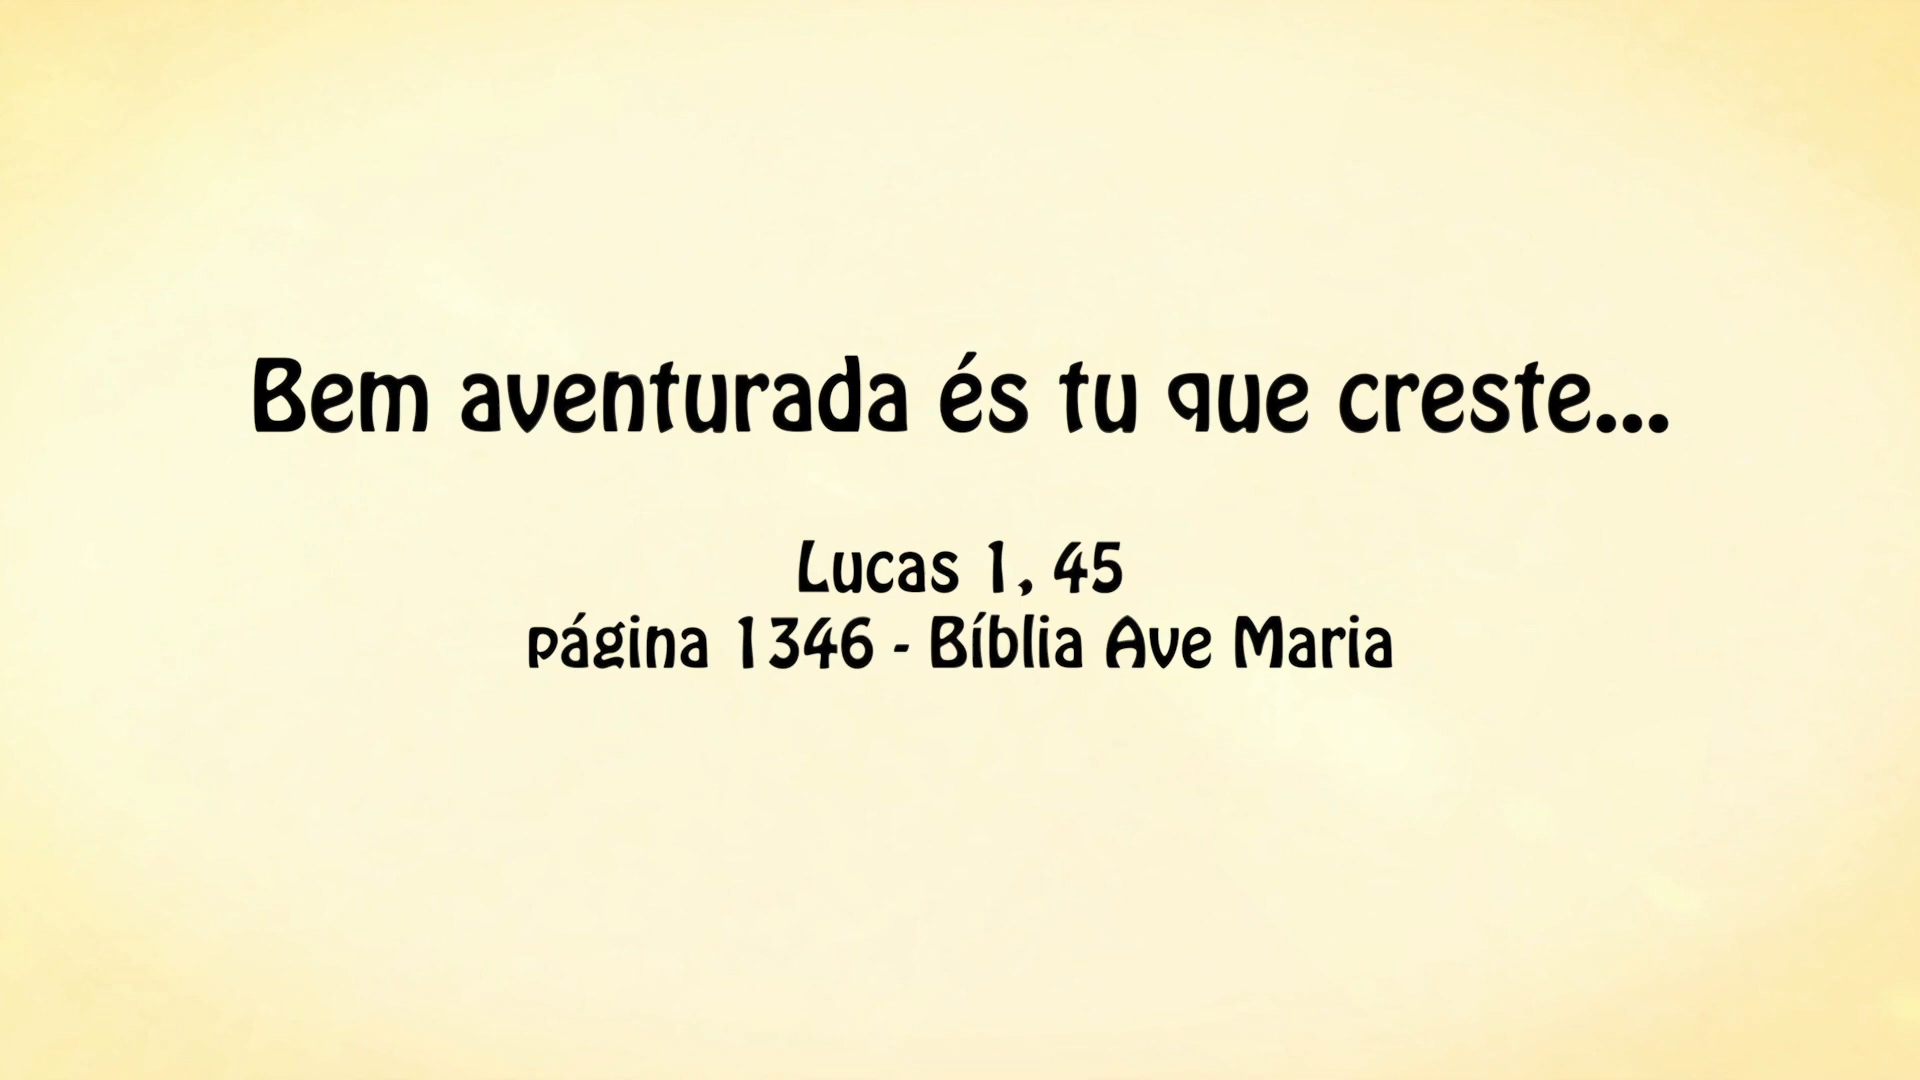 Bem aventurada és tu que creste...
Lucas 1, 45
página 1346 - Bíblia Ave Maria